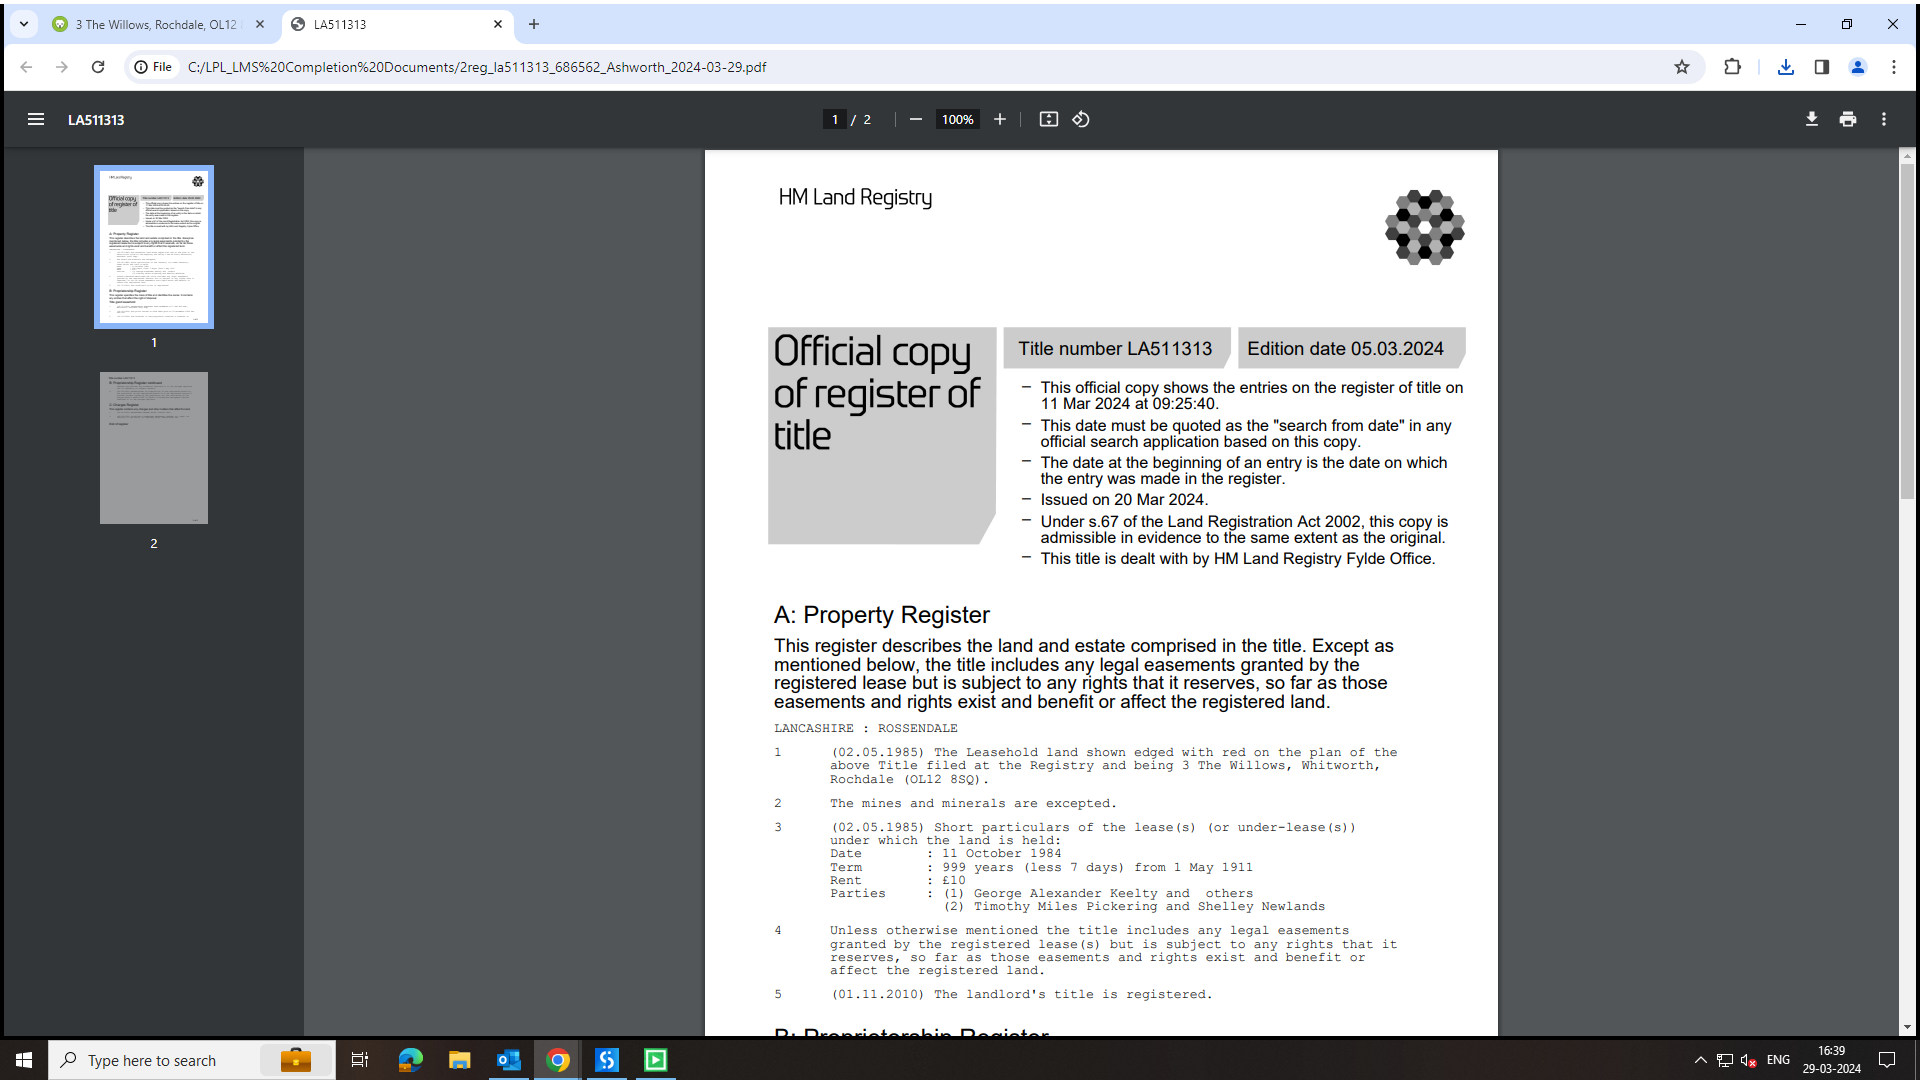 3 The Willows, Rochdale, OL12
LA511313
File
C:/LPL_LMS%20Completion%20Documents/2reg_la511313_686562_Ashworth_2024-03-29.pdf
LA511313
1 / 2
100%
1
2
HM Land Registry
Official copy
of register of
title
Title number LA511313
Edition date 05.03.2024
– This official copy shows the entries on the register of title on
11 Mar 2024 at 09:25:40.
– This date must be quoted as the "search from date" in any
official search application based on this copy.
– The date at the beginning of an entry is the date on which
the entry was made in the register.
– Issued on 20 Mar 2024.
– Under s.67 of the Land Registration Act 2002, this copy is
admissible in evidence to the same extent as the original.
– This title is dealt with by HM Land Registry Fylde Office.
A: Property Register
This register describes the land and estate comprised in the title. Except as
mentioned below, the title includes any legal easements granted by the
registered lease but is subject to any rights that it reserves, so far as those
easements and rights exist and benefit or affect the registered land.
LANCASHIRE : ROSSENDALE
1 (02.05.1985) The Leasehold land shown edged with red on the plan of the
above Title filed at the Registry and being 3 The Willows, Whitworth,
Rochdale (OL12 8SQ).
2 The mines and minerals are excepted.
3 (02.05.1985) Short particulars of the lease(s) (or under-lease(s))
under which the land is held:
Date : 11 October 1984
Term : 999 years (less 7 days) from 1 May 1911
Rent : £10
Parties : (1) George Alexander Keelty and others
(2) Timothy Miles Pickering and Shelley Newlands
4 Unless otherwise mentioned the title includes any legal easements
granted by the registered lease(s) but is subject to any rights that it
reserves, so far as those easements and rights exist and benefit or
affect the registered land.
5 (01.11.2010) The landlord's title is registered.
B: Proprietorship Register
Type here to search
ENG
16:39
29-03-2024